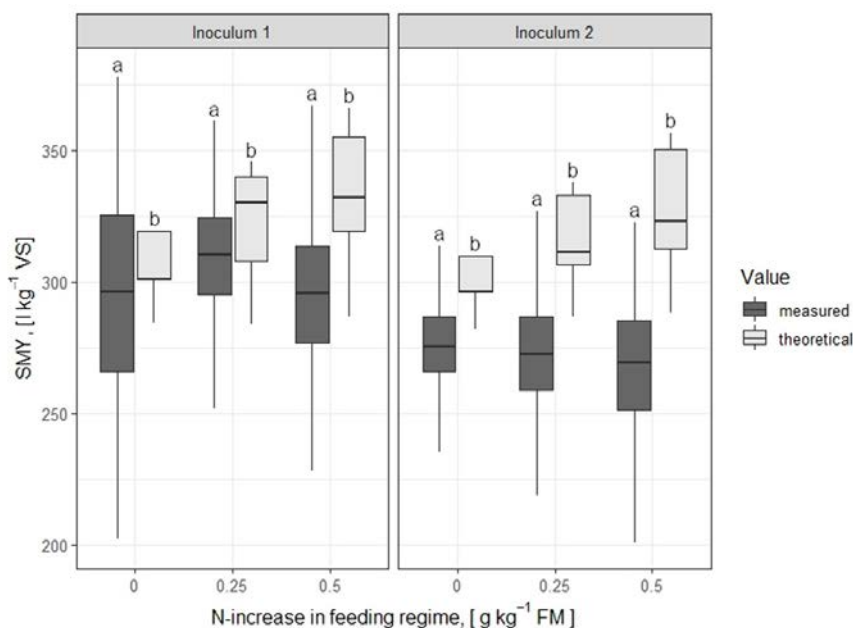 Inoculum 1
Inoculum 2
a
b
a
b
a
b
a
b
a
b
a
b
350
300
250
200
SMY, [ l kg⁻¹ VS]
0
0.25
0.5
0
0.25
0.5
N-increase in feeding regime, [ g kg⁻¹ FM ]
Value
measured
theoretical